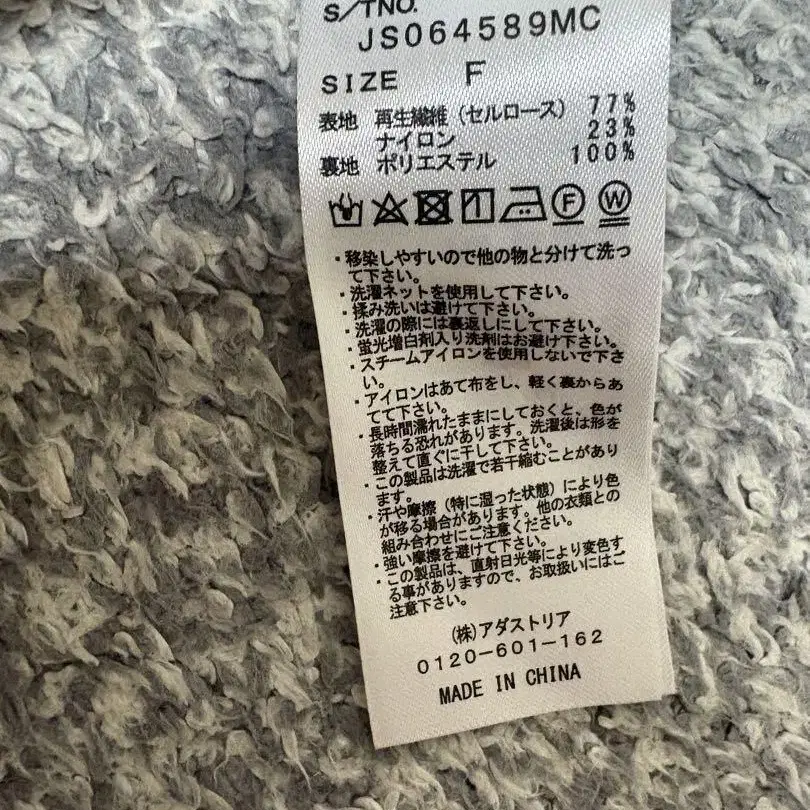 S/TNO.
JS064589MC
SIZE F
表地 再生繊維（セルロース） 77%
ナイロン 23%
裏地 ポリエステル 100%
F W
・移染しやすいので他の物と分けて洗っ
て下さい。
・洗濯ネットを使用して下さい。
・揉み洗いは避けて下さい。
・洗濯の際には裏返しにして下さい。
・蛍光増白剤入り洗剤はお避け下さい。
・スチームアイロンを使用しないで下さ
い。
・アイロンはあて布をし、軽く裏からあ
てて下さい。
・長時間濡れたままにしておくと、色が
落ちる恐れがあります。洗濯後は形を
整えて直ぐに干して下さい。
・この製品は洗濯で若干縮むことがあり
ます。
・汗や摩擦（特に湿った状態）により色
が移る場合があります。他の衣類との
組み合わせにご注意ください。
・強い摩擦を避けて下さい。
・この製品は、直射日光等により変色す
る事がありますので、お取扱いにはご
注意下さい。
(株)アダストリア
0120-601-162
MADE IN CHINA